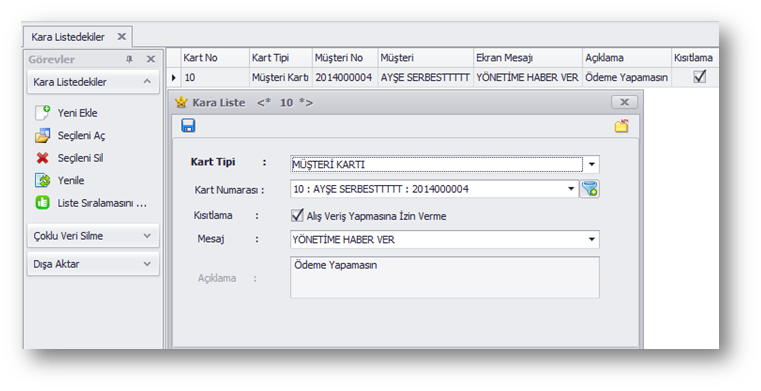 Kara Listedekiler
Görevler
Kara Listedekiler
Yeni Ekle
Seçileni Aç
Seçileni Sil
Yenile
Liste Sıralamasını ...
Çoklu Veri Silme
Dışa Aktar
Kart No Kart Tipi Müşteri No Müşteri Ekran Mesajı Açıklama Kısıtlama
10 Müşteri Kartı 2014000004 AYŞE SERBESTTTTT YÖNETİME HABER VER Ödeme Yapamasın
Kara Liste <* 10 *>
Kart Tipi : MÜŞTERİ KARTI
Kart Numarası : 10 : AYŞE SERBESTTTTT : 2014000004
Kısıtlama : Alış Veriş Yapmasına İzin Verme
Mesaj : YÖNETİME HABER VER
Açıklama : Ödeme Yapamasın